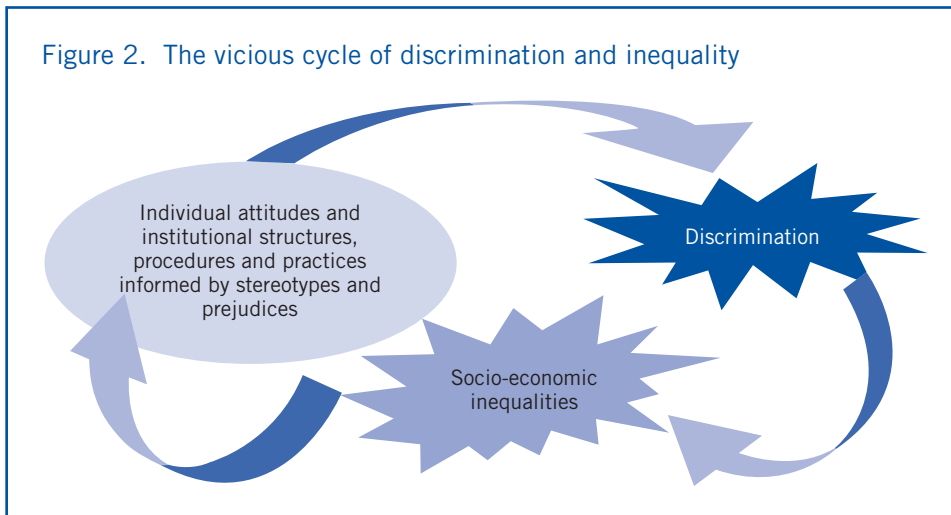 Figure 2. The vicious cycle of discrimination and inequality
Individual attitudes and
institutional structures,
procedures and practices
informed by stereotypes and
prejudices
Discrimination
Socio-economic
inequalities